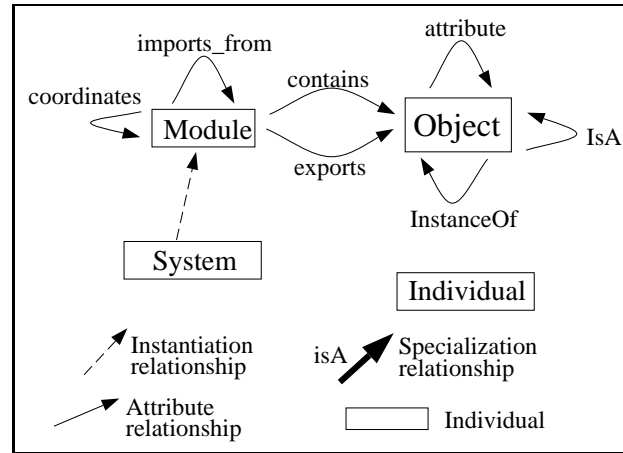 imports_from
attribute
contains
coordinates
Module
Object
IsA
exports
InstanceOf
System
Individual
Instantiation
relationship
isA
Specialization
relationship
Attribute
relationship
Individual